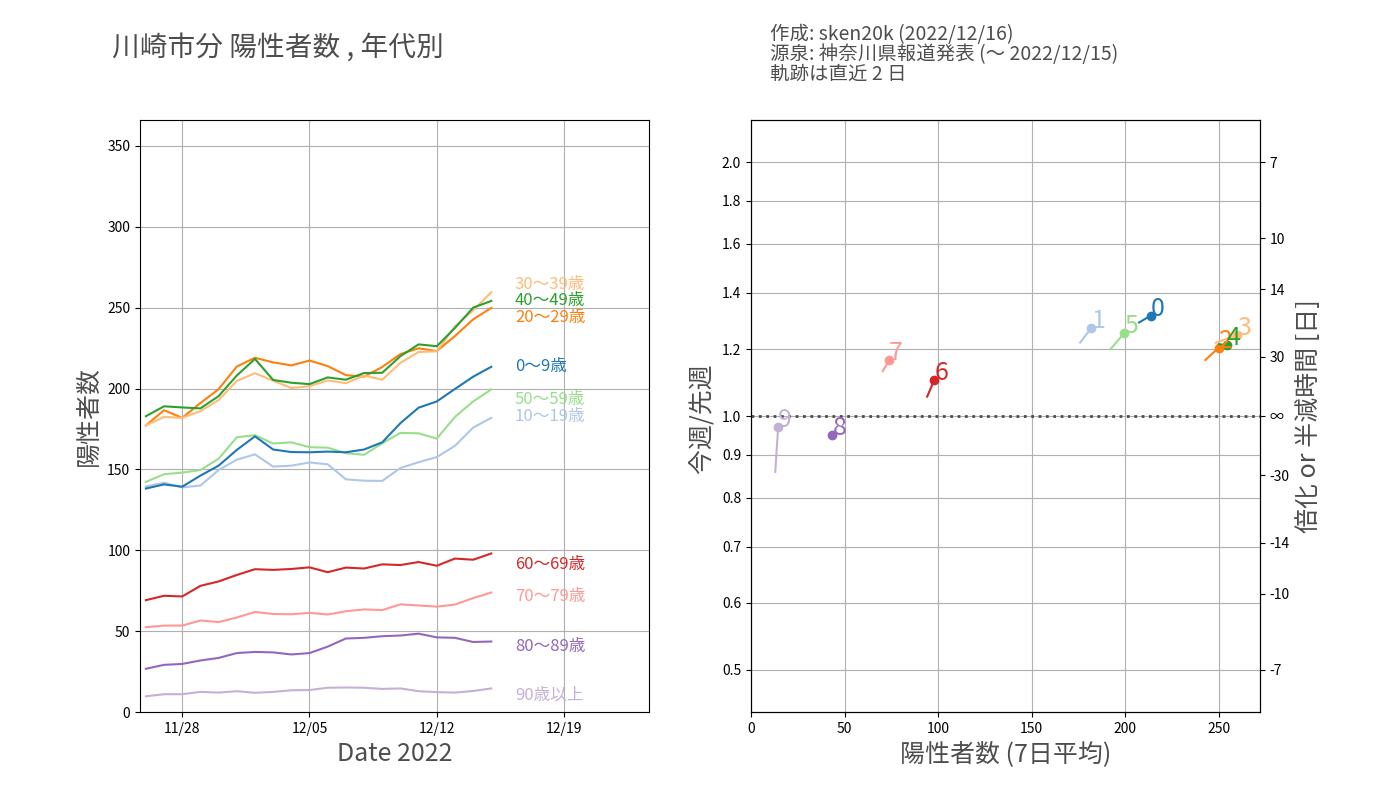 川崎市分 陽性者数 , 年代別
作成: sken20k (2022/12/16)
源泉: 神奈川県報道発表 (～ 2022/12/15)
軌跡は直近 2 日
陽性者数
350
300
250
200
150
100
50
0
30～39歳
40～49歳
20～29歳
0～9歳
50～59歳
10～19歳
60～69歳
70～79歳
80～89歳
90歳以上
11/28
12/05
12/12
12/19
Date 2022
今週/先週
2.0
1.8
1.6
1.4
1.2
1.0
0.9
0.8
0.7
0.6
0.5
0
1
5
3
2
4
7
6
9
8
7
10
14
30
∞
-30
-14
-10
-7
倍化 or 半減時間 [日]
0
50
100
150
200
250
陽性者数 (7日平均)